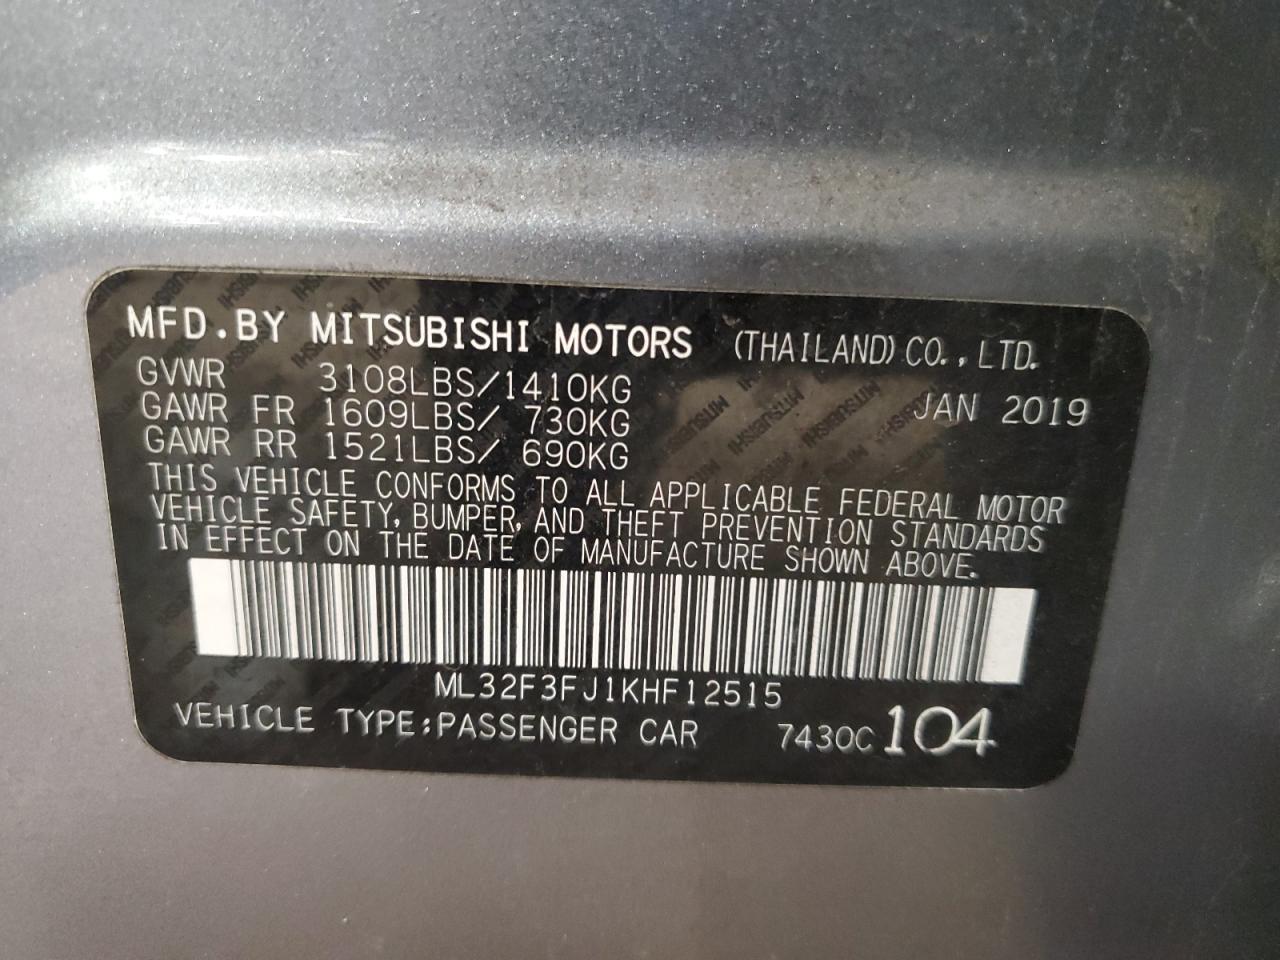 MFD.BY MITSUBISHI MOTORS (THAILAND) CO.,LTD.
GVWR 3108LBS/1410KG
GAWR FR 1609LBS/ 730KG JAN 2019
GAWR RR 1521LBS/ 690KG
THIS VEHICLE CONFORMS TO ALL APPLICABLE FEDERAL MOTOR
VEHICLE SAFETY, BUMPER, AND THEFT PREVENTION STANDARDS
IN EFFECT ON THE DATE OF MANUFACTURE SHOWN ABOVE.
ML32F3FJ1KHF12515
VEHICLE TYPE:PASSENGER CAR 7430C 104